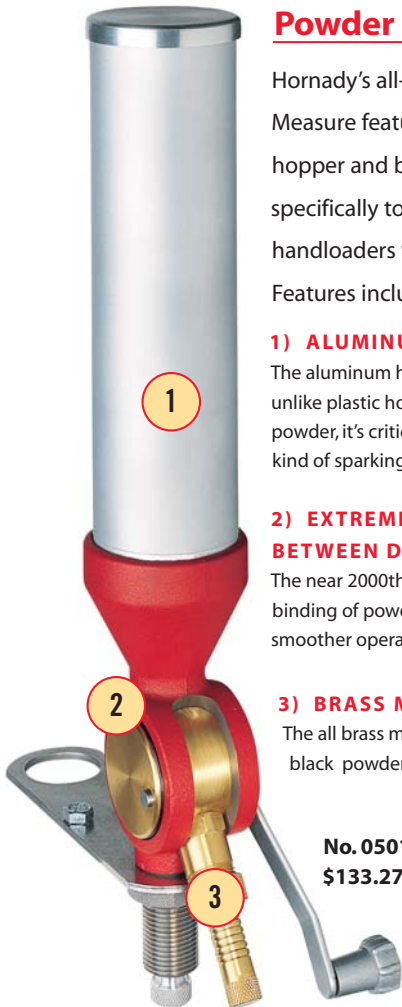 Powder
Hornady's all-
Measure featu
hopper and b
specifically to
handloaders
Features inclu
1) ALUMINU
The aluminum h
unlike plastic ho
powder, it's critic
kind of sparking
2) EXTREME
BETWEEN D
The near 2000th
binding of powe
smoother opera
3) BRASS M
The all brass m
black powder
No. 0501
$133.27
1
2
3